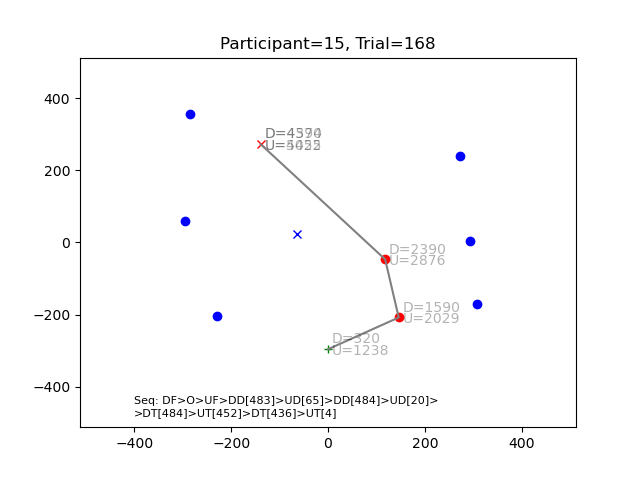 Participant=15, Trial=168
400
200
0
−200
−400
D=2390
U=2876
D=1590
U=2029
D=320
U=1238
Seq: DF>O>UF>DD[483]>UD[65]>DD[484]>UD[20]>
>DT[484]>UT[452]>DT[436]>UT[4]
−400
−200
0
200
400